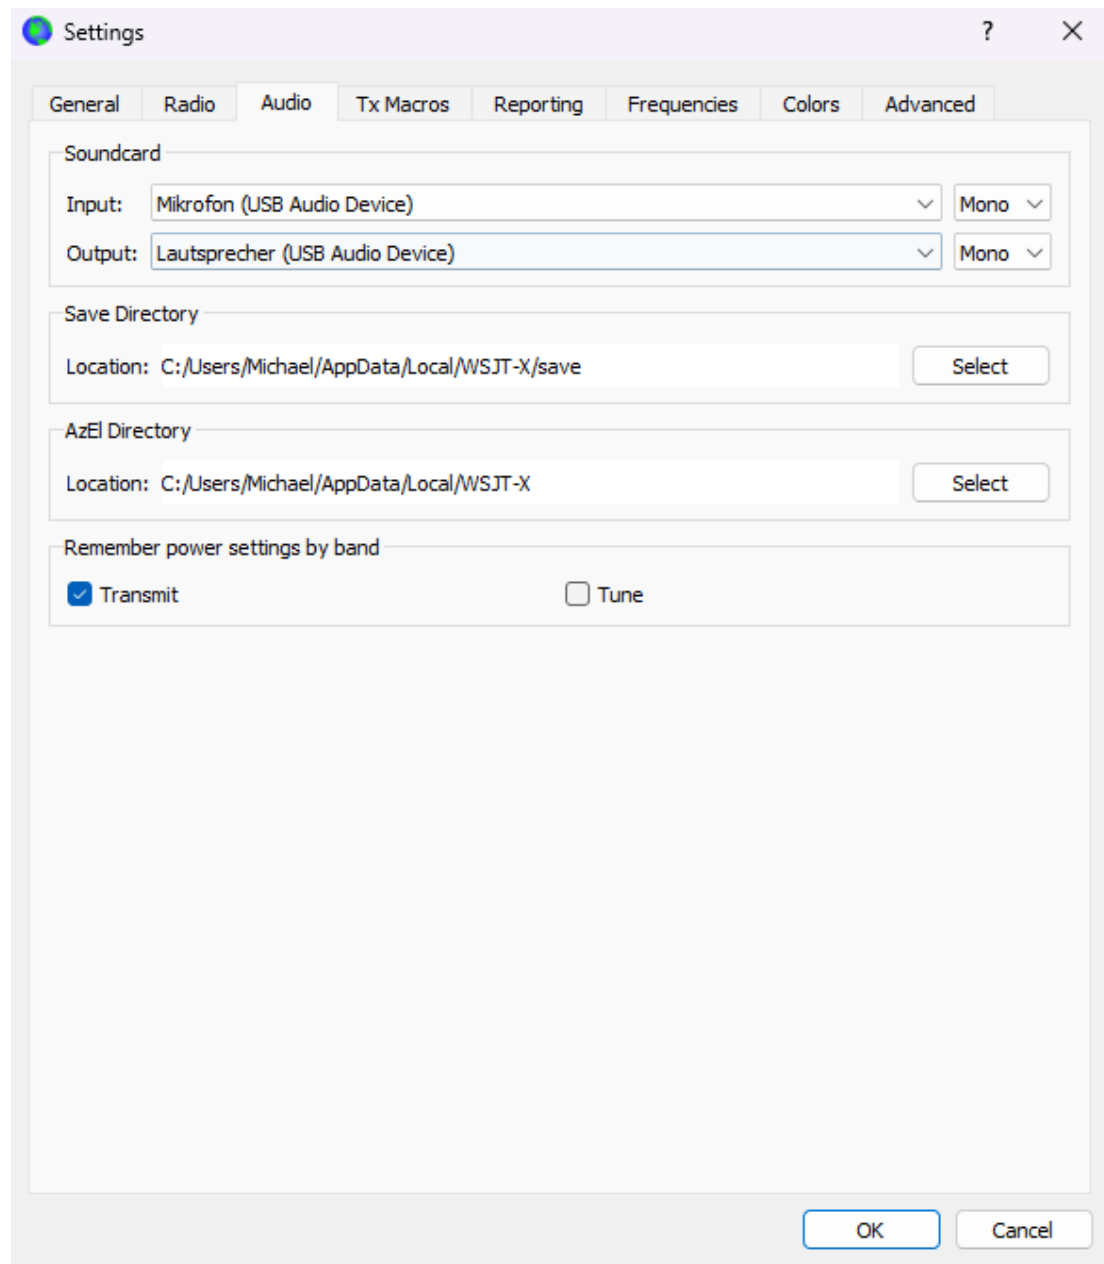 Settings ?
General Radio Audio Tx Macros Reporting Frequencies Colors Advanced
Soundcard
Input: Mikrofon (USB Audio Device) Mono
Output: Lautsprecher (USB Audio Device) Mono
Save Directory
Location: C:/Users/Michael/AppData/Local/WSJT-X/save Select
AzEl Directory
Location: C:/Users/Michael/AppData/Local/WSJT-X Select
Remember power settings by band
Transmit Tune
OK Cancel